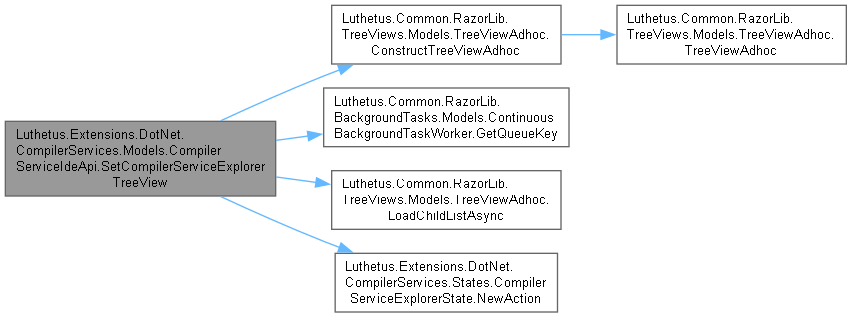 Luthetus.Extensions.DotNet.
CompilerServices.Models.Compiler
ServiceIdeApi.SetCompilerServiceExplorer
TreeView
Luthetus.Common.RazorLib.
TreeViews.Models.TreeViewAdhoc.
ConstructTreeViewAdhoc
Luthetus.Common.RazorLib.
TreeViews.Models.TreeViewAdhoc.
TreeViewAdhoc
Luthetus.Common.RazorLib.
BackgroundTasks.Models.Continuous
BackgroundTaskWorker.GetQueueKey
Luthetus.Common.RazorLib.
TreeViews.Models.TreeViewAdhoc.
LoadChildListAsync
Luthetus.Extensions.DotNet.
CompilerServices.States.Compiler
ServiceExplorerState.NewAction